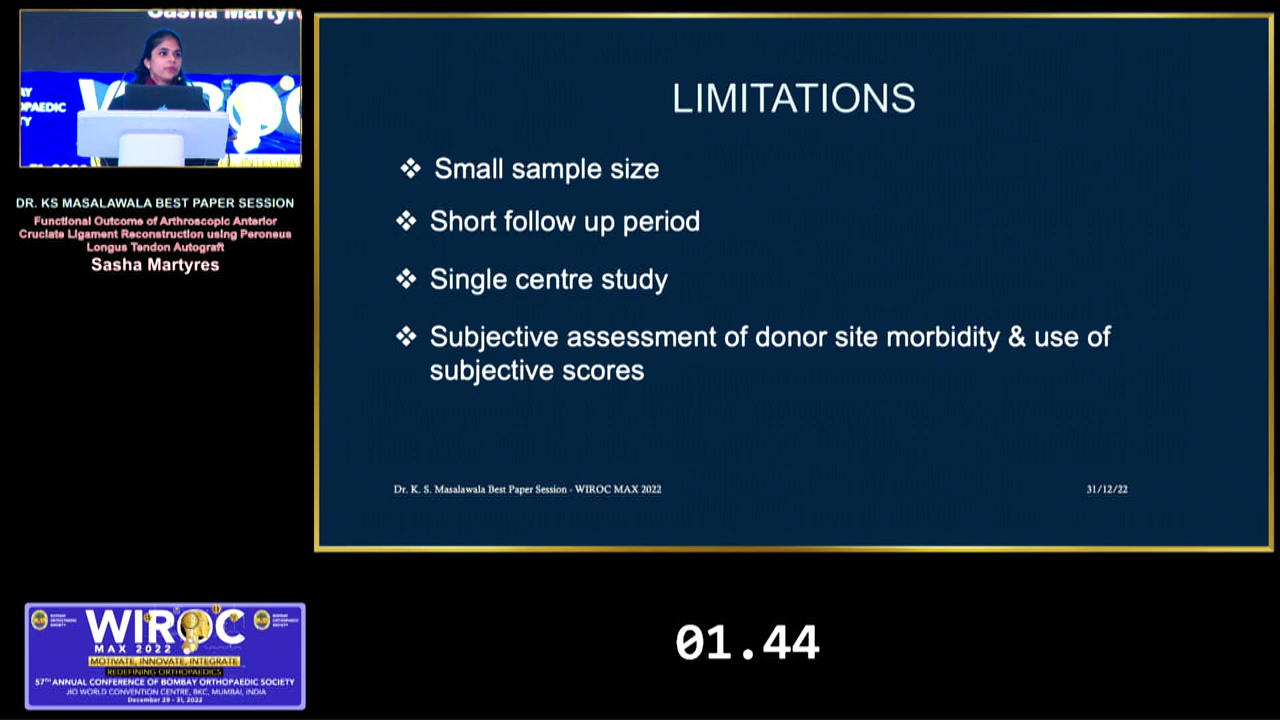 Sasha Martyres
DR. KS MASALAWALA BEST PAPER SESSION
Functional Outcome of Arthroscopic Anterior
Cruciate Ligament Reconstruction using Peroneus
Longus Tendon Autograft
Sasha Martyres
LIMITATIONS
❖ Small sample size
❖ Short follow up period
❖ Single centre study
❖ Subjective assessment of donor site morbidity & use of
subjective scores
Dr. K. S. Masalawala Best Paper Session - WIROC MAX 2022
31/12/22
WIROC
MAX 2022
MOTIVATE, INNOVATE, INTEGRATE
REDEFINING ORTHOPAEDICS
57TH ANNUAL CONFERENCE OF BOMBAY ORTHOPAEDIC SOCIETY
JIO WORLD CONVENTION CENTRE, BKC, MUMBAI, INDIA
December 29 - 31, 2022
01.44